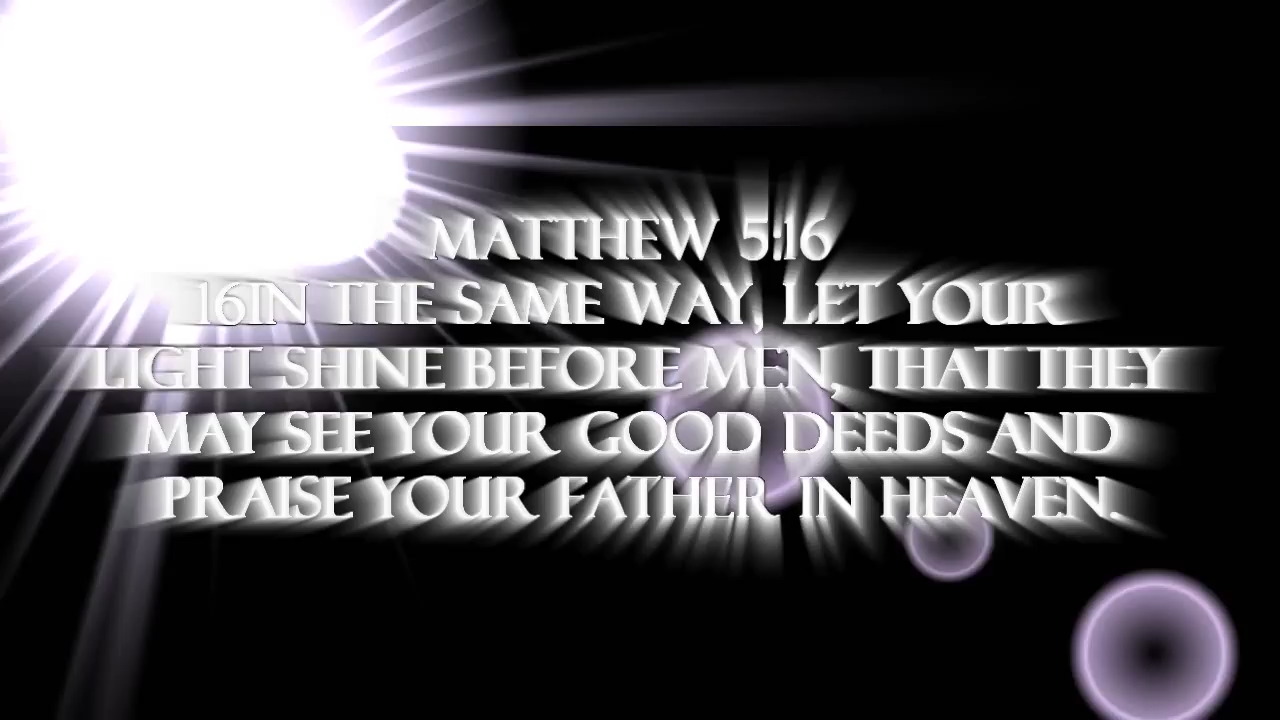 MATTHEW 5:16
16IN THE SAME WAY, LET YOUR
LIGHT SHINE BEFORE MEN, THAT THEY
MAY SEE YOUR GOOD DEEDS AND
PRAISE YOUR FATHER IN HEAVEN.